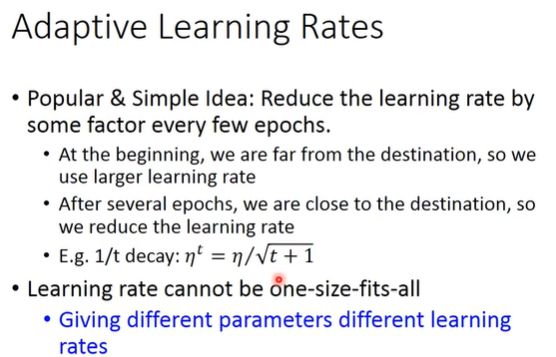 Adaptive Learning Rates
• Popular & Simple Idea: Reduce the learning rate by
some factor every few epochs.
• At the beginning, we are far from the destination, so we
use larger learning rate
• After several epochs, we are close to the destination, so
we reduce the learning rate
• E.g. 1/t decay: ηᵗ = η/√t + 1
• Learning rate cannot be one-size-fits-all
• Giving different parameters different learning
rates